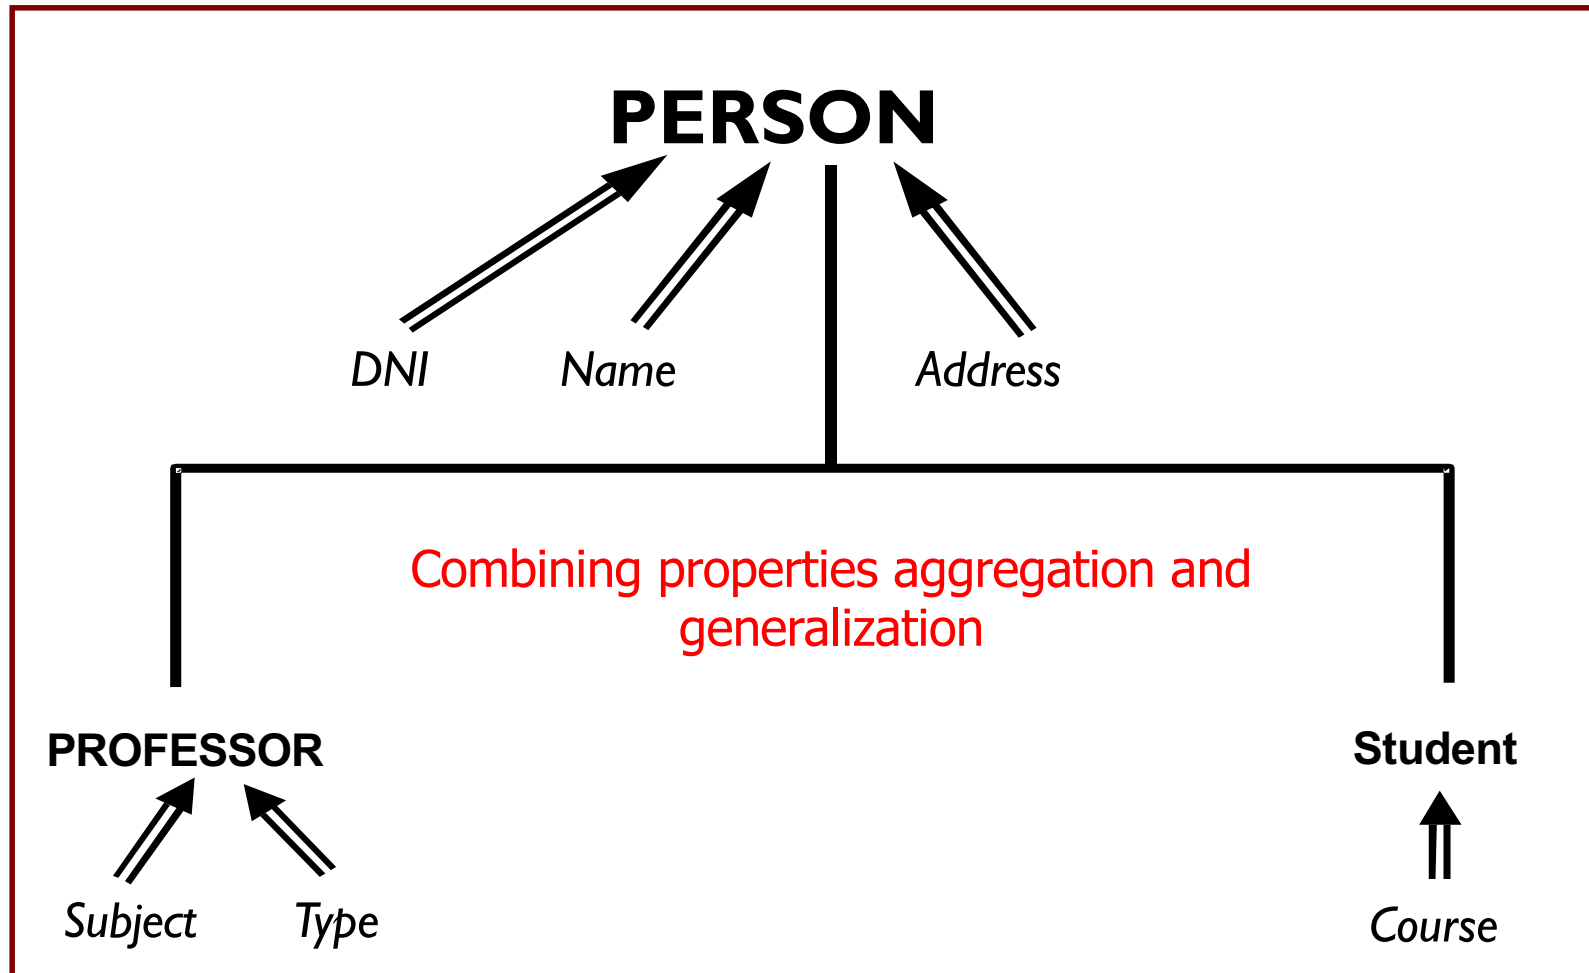 PERSON
DNI Name Address
Combining properties aggregation and
generalization
PROFESSOR Student
Subject Type Course